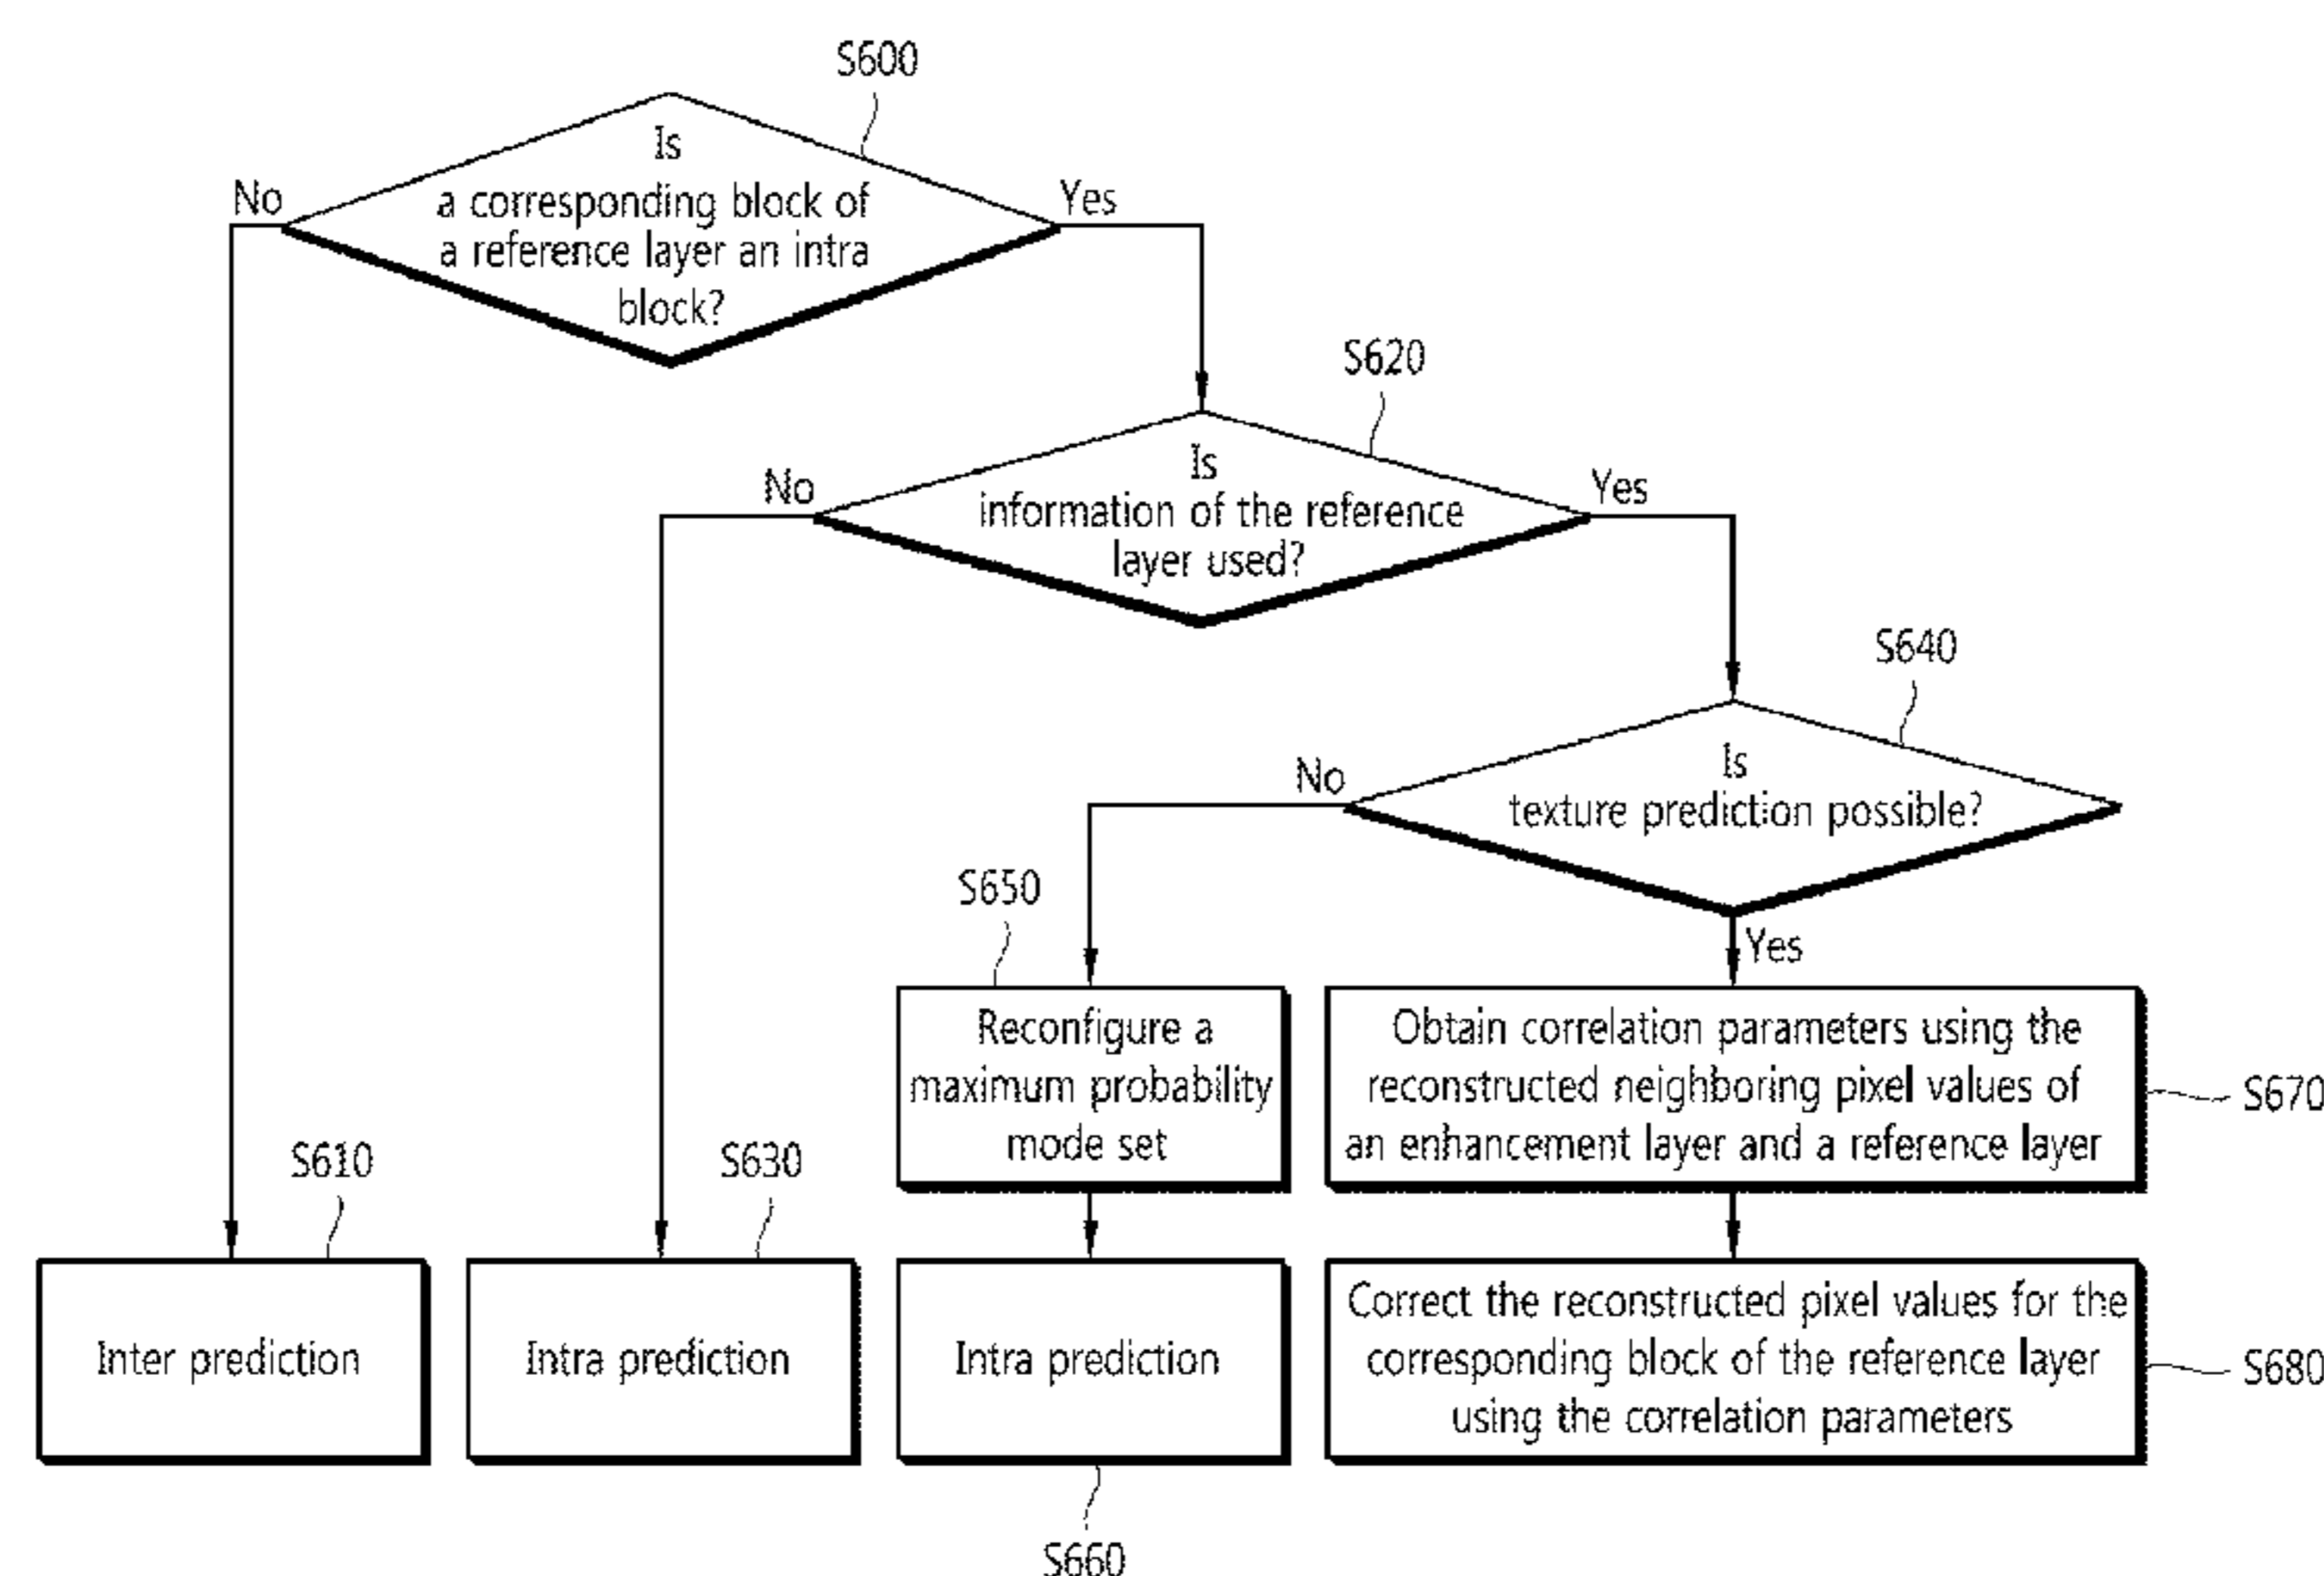 S600
Is
a corresponding block of
a reference layer an intra
block?
No
Yes
S620
Is
information of the reference
layer used?
No
Yes
S640
Is
texture prediction possible?
No
Yes
S650
Reconfigure a
maximum probability
mode set
Obtain correlation parameters using the
reconstructed neighboring pixel values of
an enhancement layer and a reference layer
S670
S610
Inter prediction
S630
Intra prediction
Intra prediction
S660
Correct the reconstructed pixel values for the
corresponding block of the reference layer
using the correlation parameters
S680